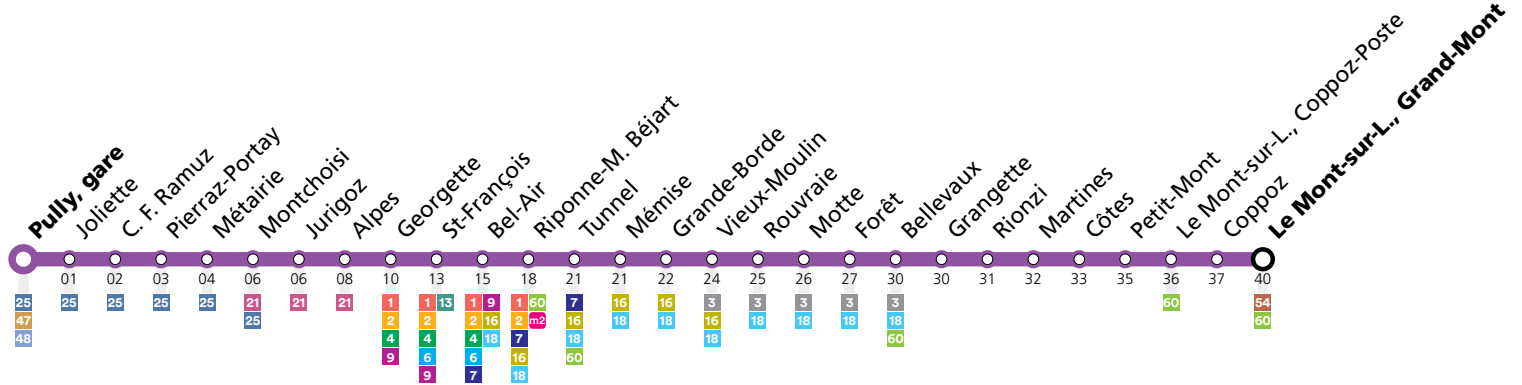 Pully, gare
Joliette
C. F. Ramuz
Pierraz-Portay
Métairie
Montchoisi
Jurigoz
Alpes
Georgette
St-François
Bel-Air
Riponne-M. Béjart
Tunnel
Mémise
Grande-Borde
Vieux-Moulin
Rouvraie
Motte
Forêt
Bellevaux
Grangette
Rionzi
Martines
Côtes
Petit-Mont
Le Mont-sur-L., Coppoz-Poste
Coppoz
Le Mont-sur-L., Grand-Mont
01 02 03 04 06 06 08 10 13 15 18 21 21 22 24 25 26 27 30 30 31 32 33 35 36 37 40
25 25 25 25 25 21 21 21 1 1 13 1 9 1 60 7 16 16 3 3 3 3 3 60 54
47 25 2 2 2 16 2 m2 16 18 18 16 18 18 18 18 60
48 4 4 4 18 7 18 18 60
9 6 6 16 60
9 7 18